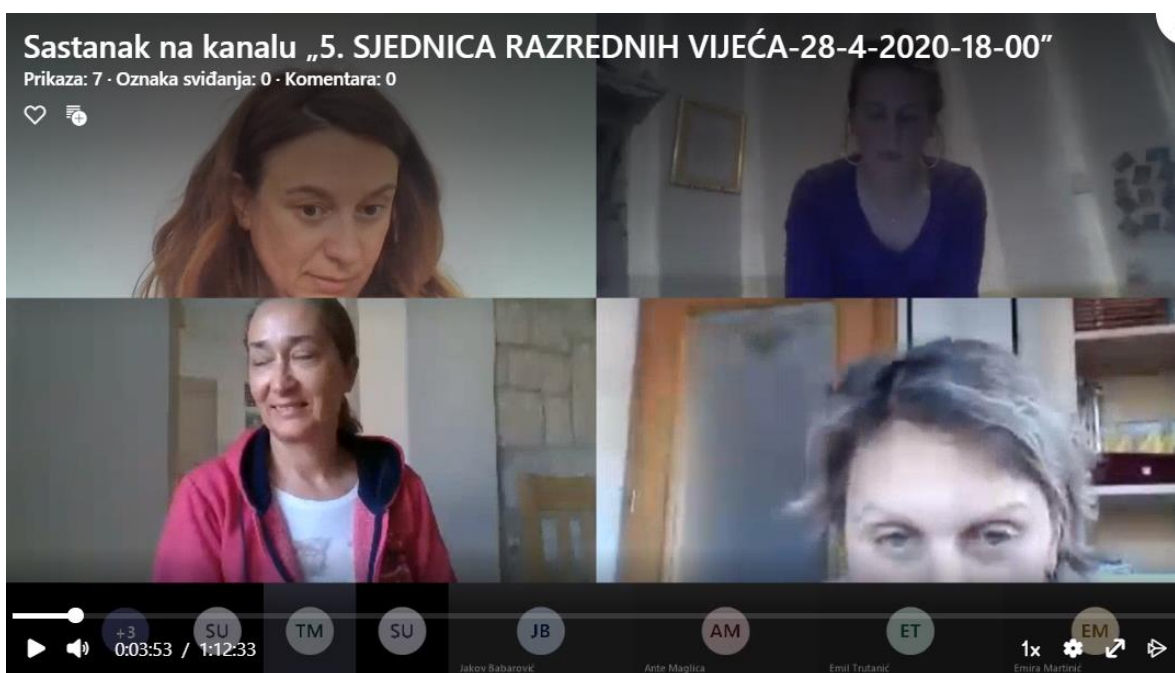 Sastanak na kanalu „5. SJEDNICA RAZREDNIH VIJEĆA-28-4-2020-18-00”
Prikaza: 7 · Oznaka sviđanja: 0 · Komentara: 0
+3
SU
TM
SU
JB
AM
ET
EM
0:03:53 / 1:12:33
1x
Jakov Babarović
Ante Maglica
Emil Trutanić
Emira Martinić